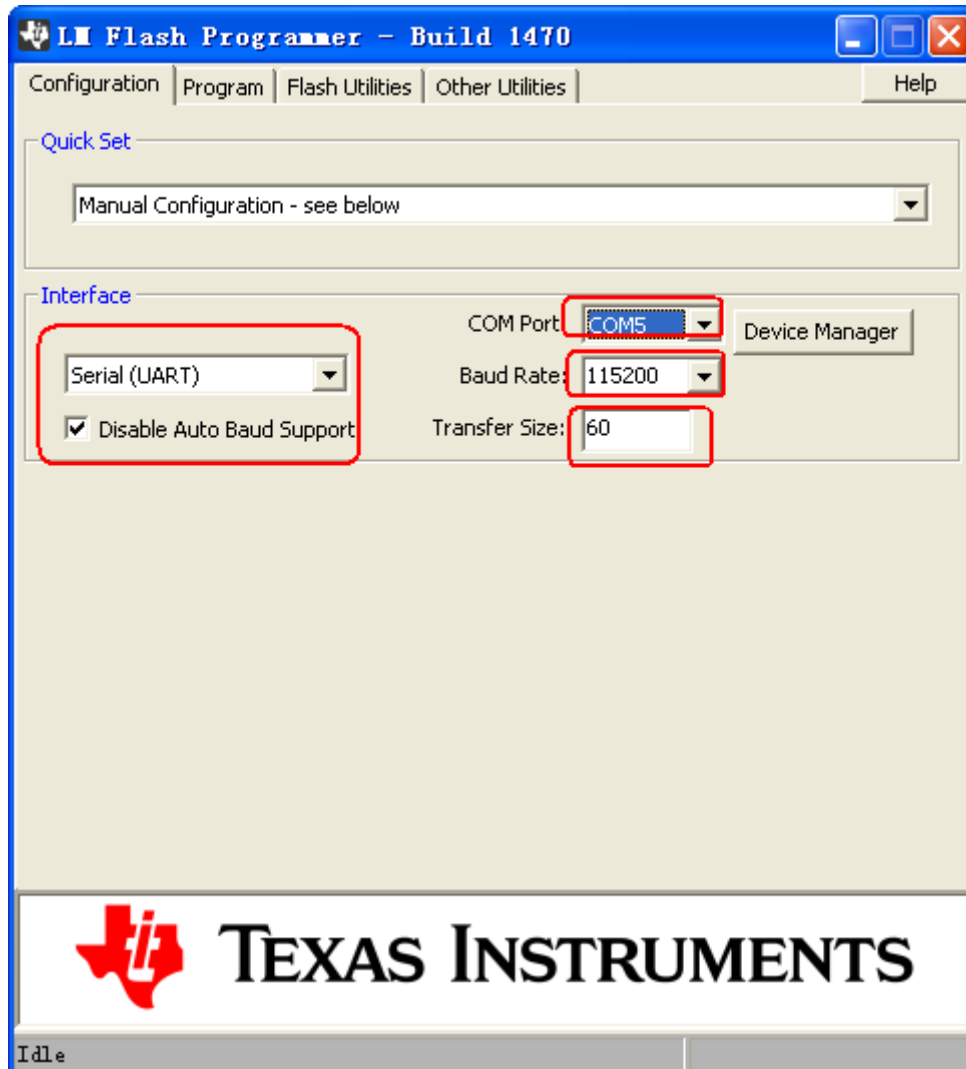 LM Flash Programmer - Build 1470
Configuration Program Flash Utilities Other Utilities Help
Quick Set
Manual Configuration - see below
Interface
COM Port COM5 Device Manager
Serial (UART) Baud Rate: 115200
Disable Auto Baud Support Transfer Size: 60
TEXAS INSTRUMENTS
Idle